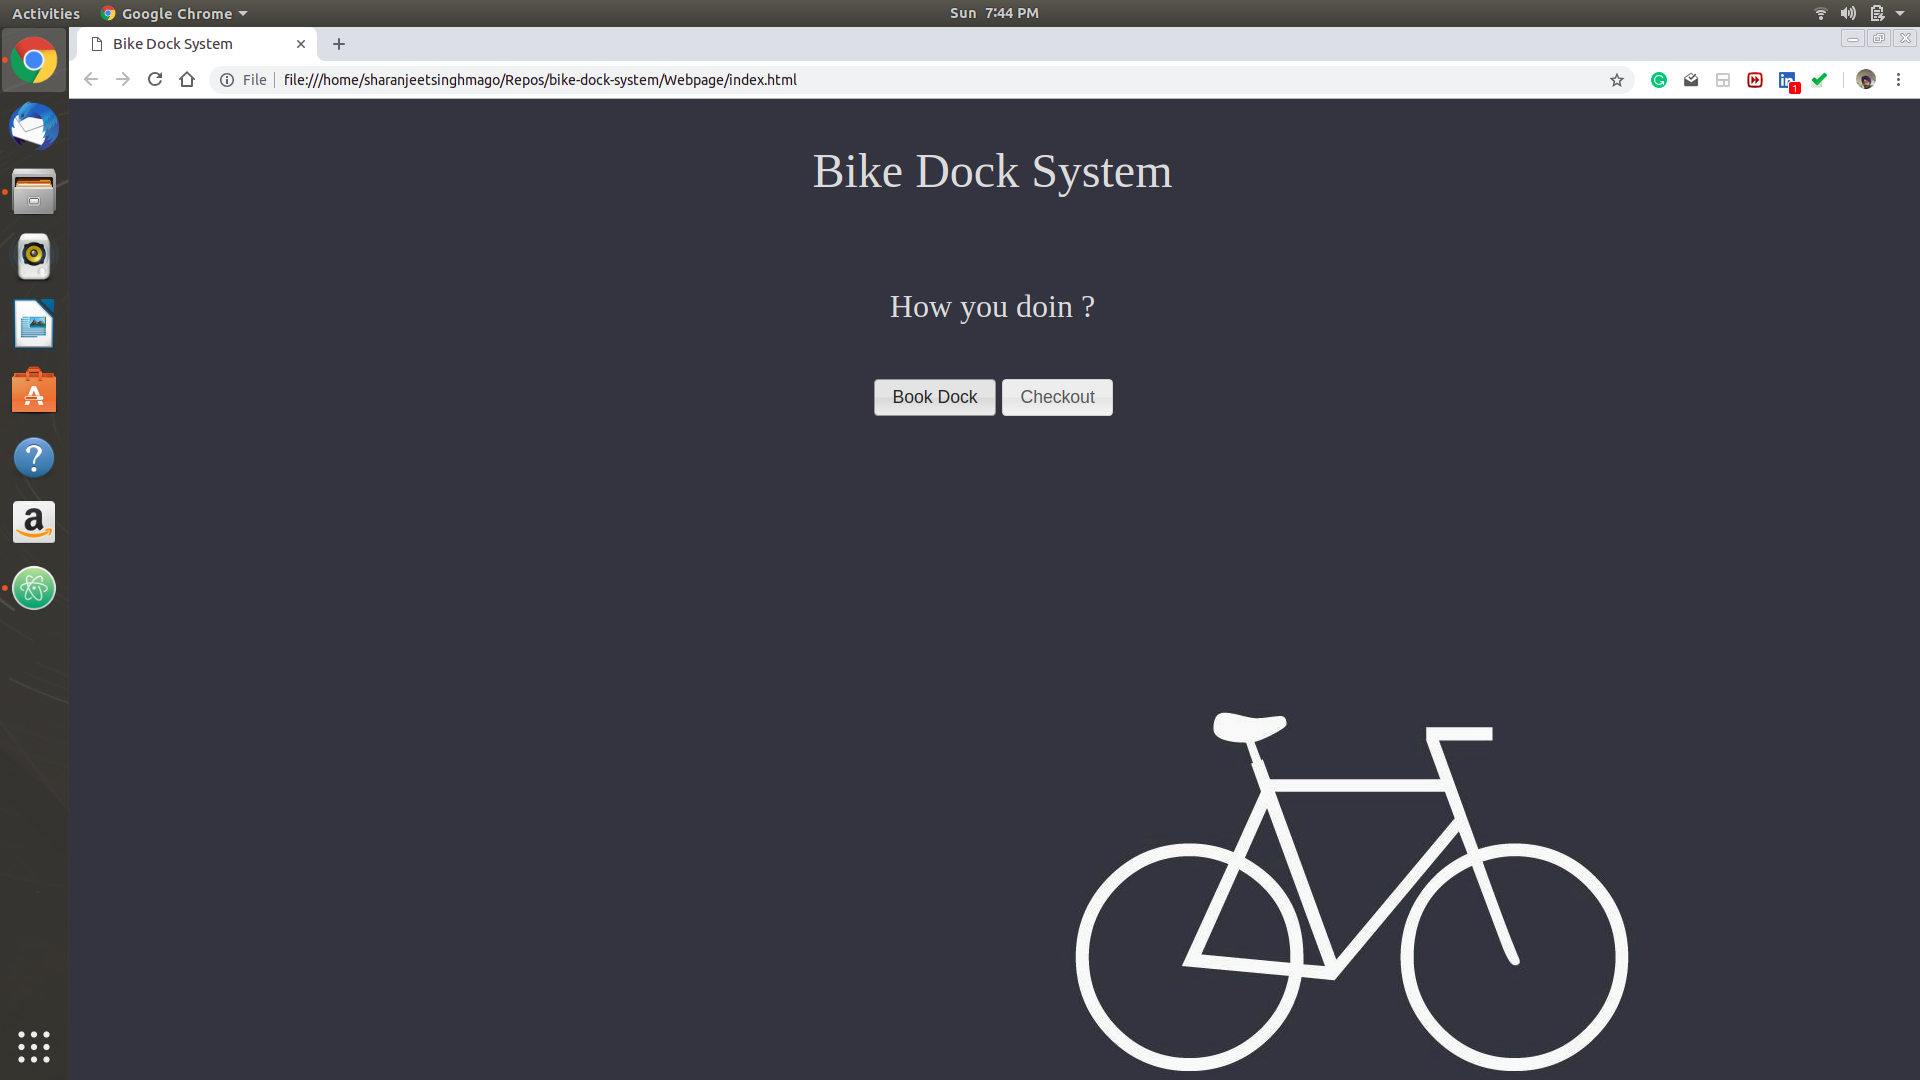 Activities Google Chrome Sun 7:44 PM
Bike Dock System
File file:///home/sharanjeetsinghmago/Repos/bike-dock-system/Webpage/index.html
1
Bike Dock System
How you doin ?
Book Dock Checkout